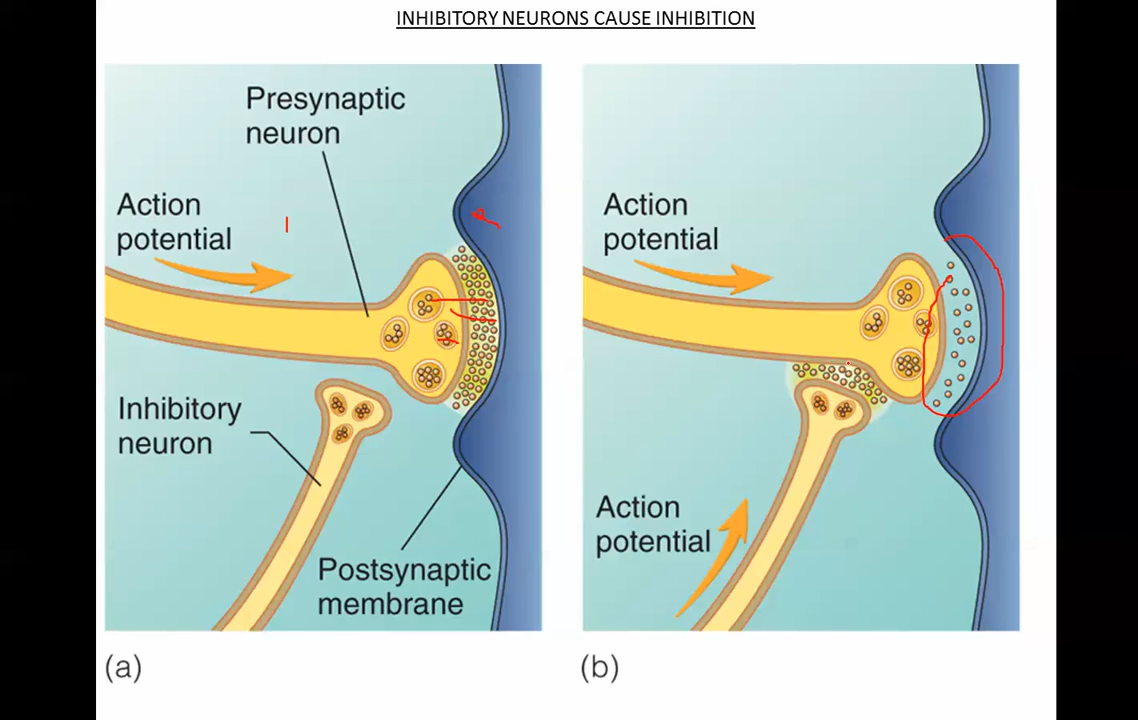 INHIBITORY NEURONS CAUSE INHIBITION
Presynaptic
neuron
Action
potential
Inhibitory
neuron
Postsynaptic
membrane
(a)
Action
potential
Action
potential
(b)